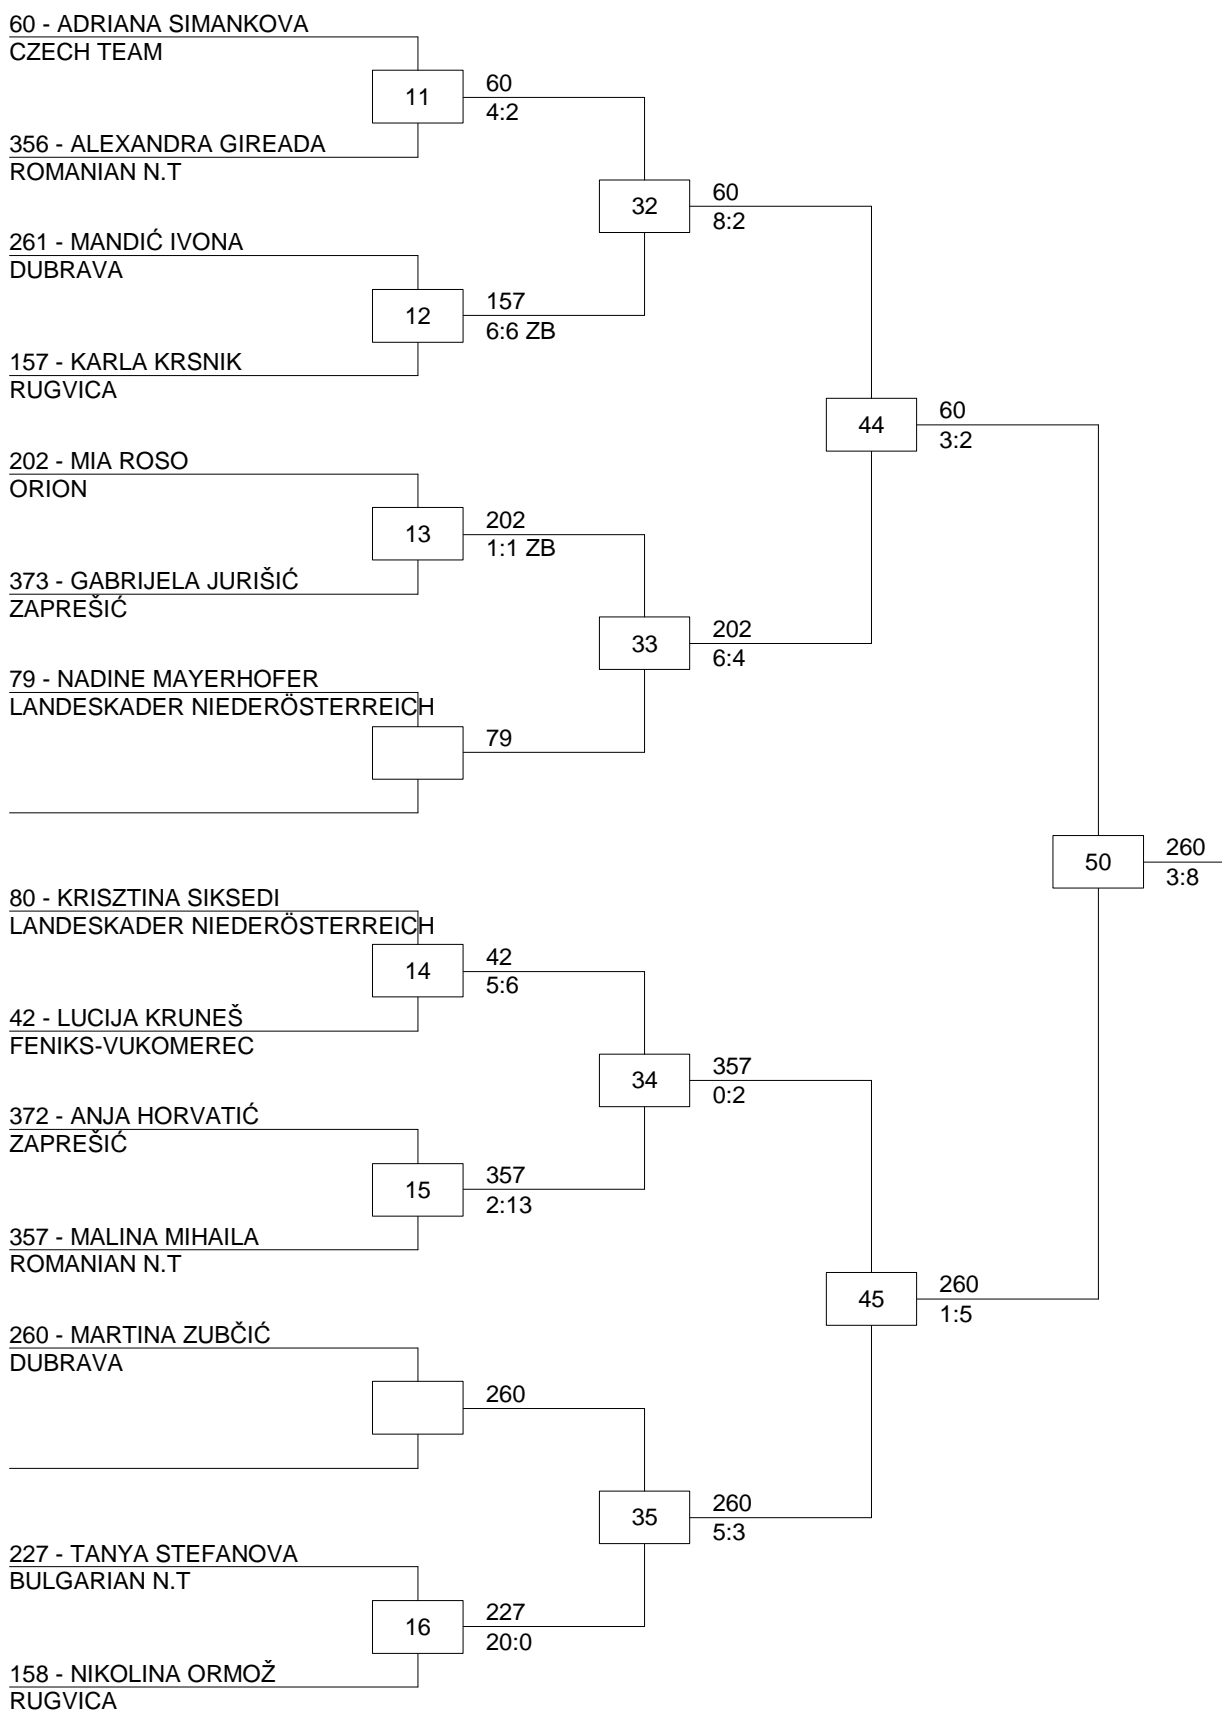 60 - ADRIANA SIMANKOVA
CZECH TEAM
11
60
4:2
356 - ALEXANDRA GIREADA
ROMANIAN N.T
32
60
8:2
261 - MANDIĆ IVONA
DUBRAVA
12
157
6:6 ZB
157 - KARLA KRSNIK
RUGVICA
44
60
3:2
202 - MIA ROSO
ORION
13
202
1:1 ZB
373 - GABRIJELA JURIŠIĆ
ZAPREŠIĆ
33
202
6:4
79 - NADINE MAYERHOFER
LANDESKADER NIEDERÖSTERREICH
79
50
260
3:8
80 - KRISZTINA SIKSEDI
LANDESKADER NIEDERÖSTERREICH
14
42
5:6
42 - LUCIJA KRUNEŠ
FENIKS-VUKOMEREC
34
357
0:2
372 - ANJA HORVATIĆ
ZAPREŠIĆ
15
357
2:13
357 - MALINA MIHAILA
ROMANIAN N.T
45
260
1:5
260 - MARTINA ZUBČIĆ
DUBRAVA
260
35
260
5:3
227 - TANYA STEFANOVA
BULGARIAN N.T
16
227
20:0
158 - NIKOLINA ORMOŽ
RUGVICA